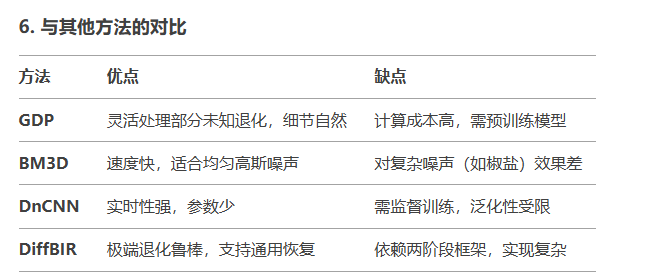 6. 与其他方法的对比
方法 优点 缺点
GDP 灵活处理部分未知退化，细节自然 计算成本高，需预训练模型
BM3D 速度快，适合均匀高斯噪声 对复杂噪声（如椒盐）效果差
DnCNN 实时性强，参数少 需监督训练，泛化性受限
DiffBIR 极端退化鲁棒，支持通用恢复 依赖两阶段框架，实现复杂